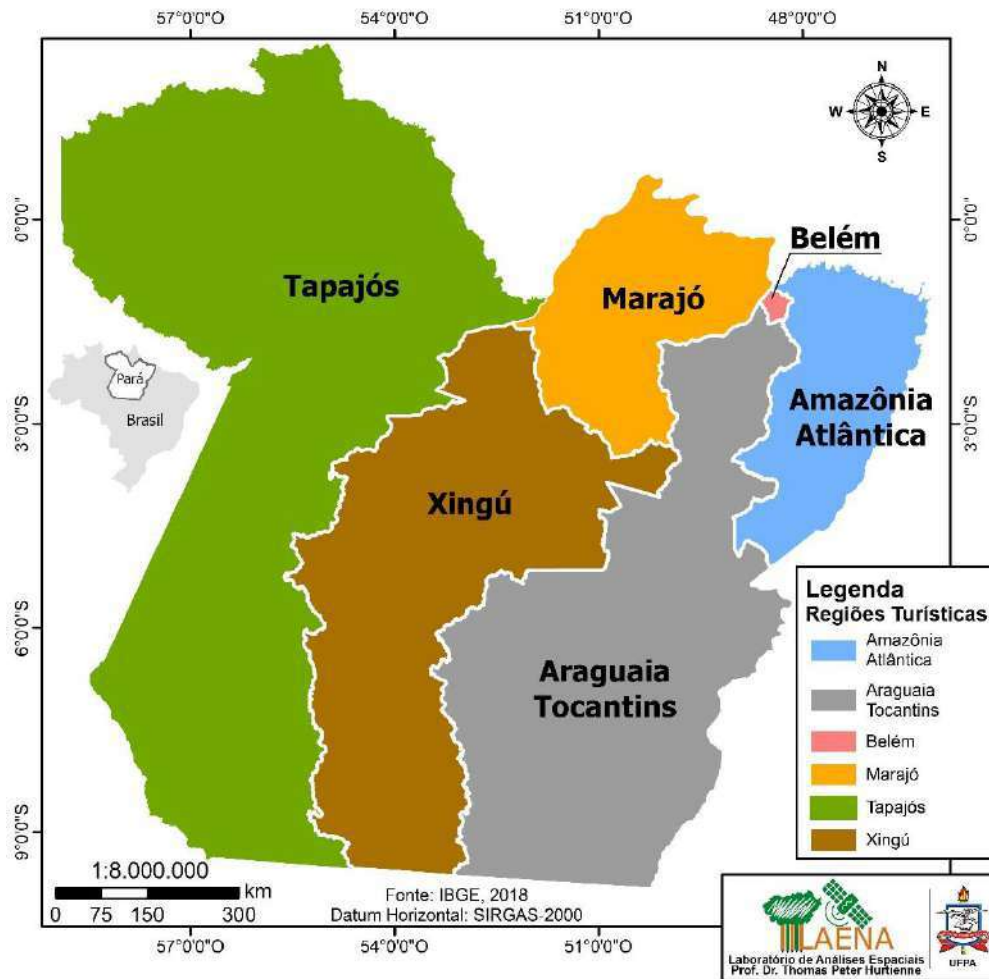 57°0'0"O 54°0'0"O 51°0'0"O 48°0'0"O
N
W E
S
0°0'0"
0°0'0"
Belém
Tapajós
Marajó
Pará
Brasil
Amazônia
Atlântica
3°0'0"S
3°0'0"S
Xingú
Legenda
Regiões Turísticas
Amazônia
Atlântica
Araguaia
Tocantins
Belém
Marajó
Tapajós
Xingú
6°0'0"S
Araguaia
Tocantins
9°0'0"S
1:8.000.000
km
0 75 150 300
Fonte: IBGE, 2018
Datum Horizontal: SIRGAS-2000
57°0'0"O 54°0'0"O 51°0'0"O
LAENA
Laboratório de Análises Espaciais
Prof. Dr. Thomas Peter Hurtienne
UFPA